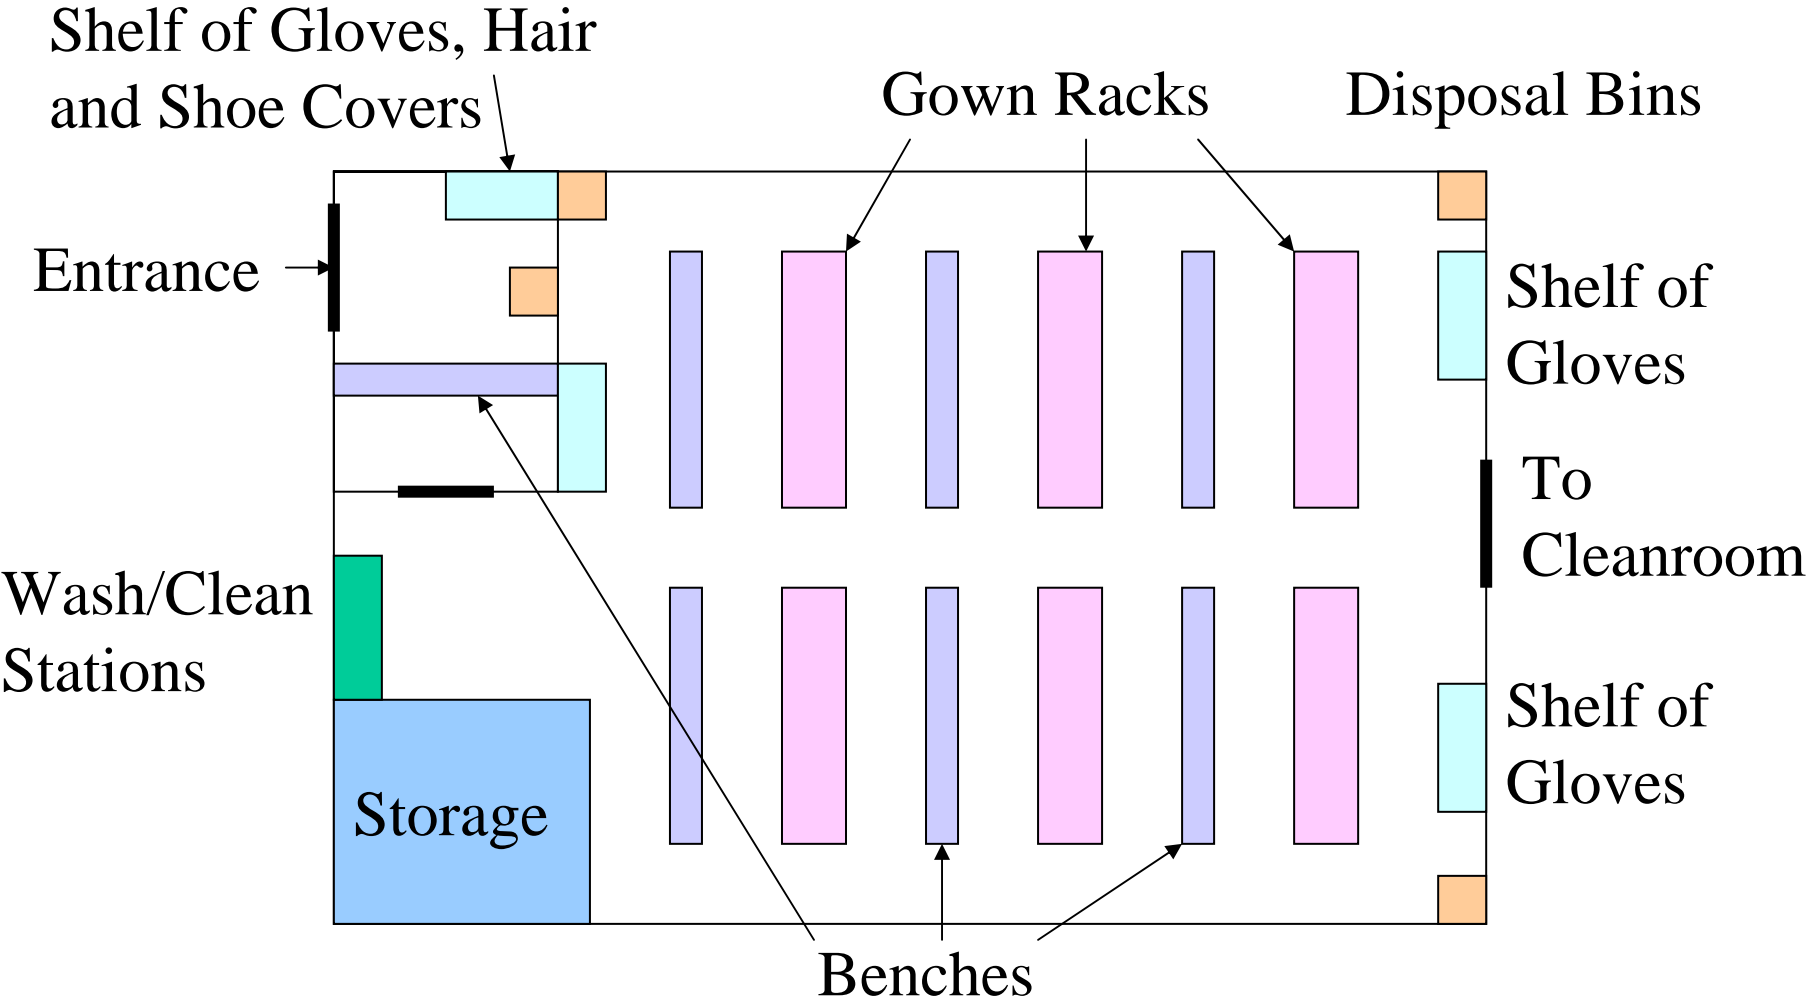 Shelf of Gloves, Hair
and Shoe Covers
Gown Racks
Disposal Bins
Entrance
Shelf of
Gloves
To
Cleanroom
Wash/Clean
Stations
Shelf of
Gloves
Storage
Benches